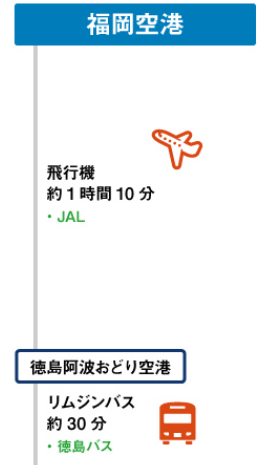 福岡空港
飛行機
約1時間10分
・JAL
徳島阿波おどり空港
リムジンバス
約30分
・徳島バス